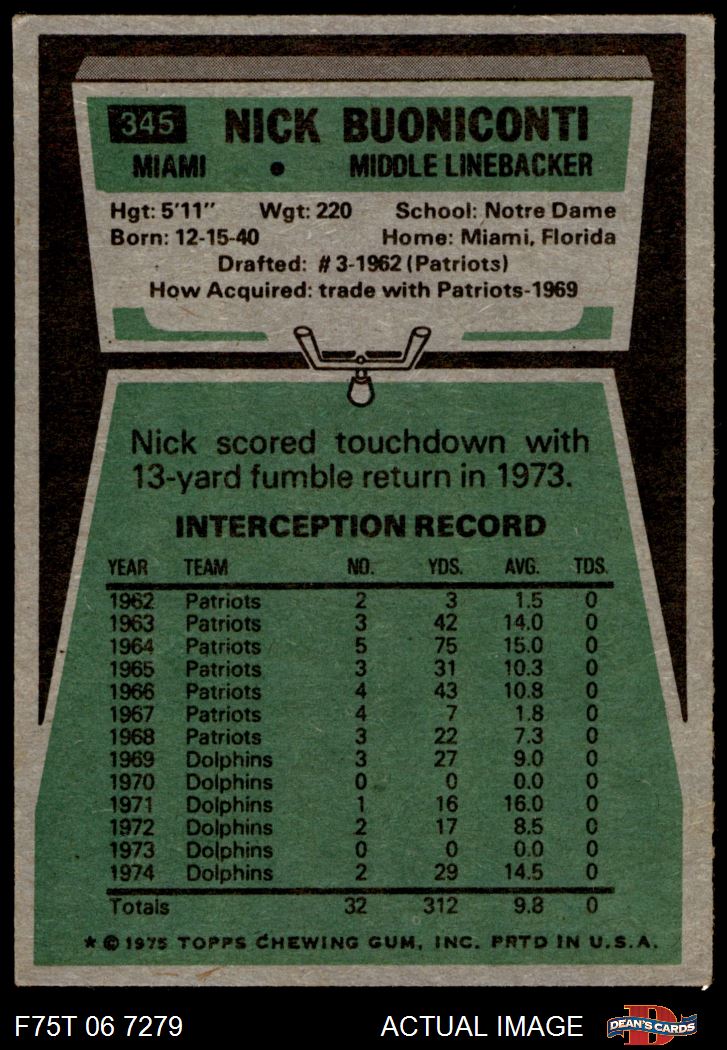 345 NICK BUONICONTI
MIAMI • MIDDLE LINEBACKER
Hgt: 5'11" Wgt: 220 School: Notre Dame
Born: 12-15-40 Home: Miami, Florida
Drafted: #3-1962 (Patriots)
How Acquired: trade with Patriots-1969
Nick scored touchdown with
13-yard fumble return in 1973.
INTERCEPTION RECORD
YEAR TEAM NO. YDS. AVG. TDS.
1962 Patriots 2 3 1.5 0
1963 Patriots 3 42 14.0 0
1964 Patriots 5 75 15.0 0
1965 Patriots 3 31 10.3 0
1966 Patriots 4 43 10.8 0
1967 Patriots 4 7 1.8 0
1968 Patriots 3 22 7.3 0
1969 Dolphins 3 27 9.0 0
1970 Dolphins 0 0 0.0 0
1971 Dolphins 1 16 16.0 0
1972 Dolphins 2 17 8.5 0
1973 Dolphins 0 0 0.0 0
1974 Dolphins 2 29 14.5 0
Totals 32 312 9.8 0
* © 1975 TOPPS CHEWING GUM, INC. PRTD IN U.S.A.
F75T 06 7279 ACTUAL IMAGE DEAN'S CARDS